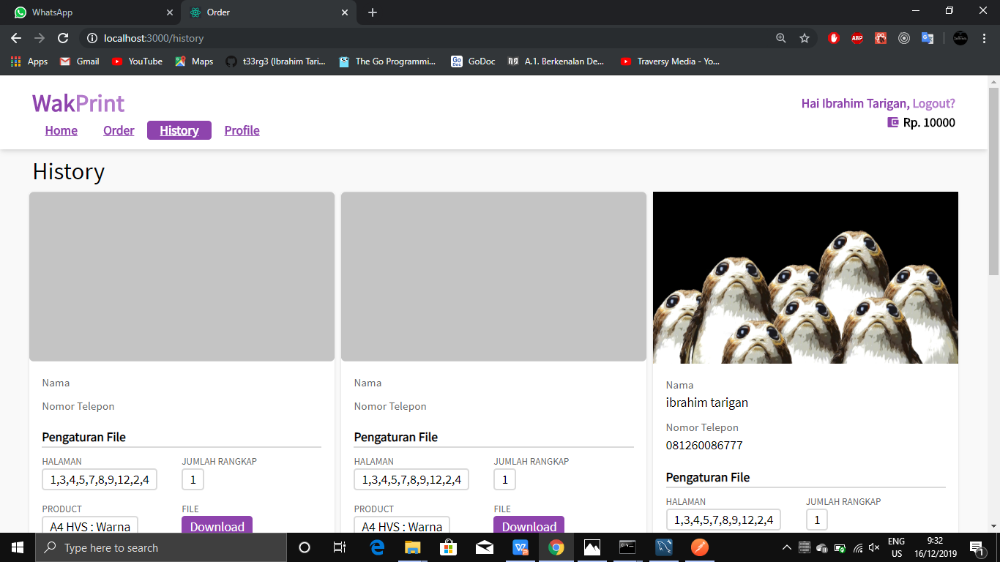 WhatsApp
Order
localhost:3000/history
Apps
Gmail
YouTube
Maps
t33rg3 (Ibrahim Tari...
The Go Programmi...
GoDoc
A.1. Berkenalan De...
Traversy Media - Yo...
WakPrint
Hai Ibrahim Tarigan, Logout?
Rp. 10000
Home
Order
History
Profile
History
Nama
Nomor Telepon
Pengaturan File
HALAMAN
JUMLAH RANGKAP
1,3,4,5,7,8,9,12,2,4
1
PRODUCT
FILE
A4 HVS : Warna
Download
Nama
Nomor Telepon
Pengaturan File
HALAMAN
JUMLAH RANGKAP
1,3,4,5,7,8,9,12,2,4
1
PRODUCT
FILE
A4 HVS : Warna
Download
Nama
ibrahim tarigan
Nomor Telepon
081260086777
Pengaturan File
HALAMAN
JUMLAH RANGKAP
1,3,4,5,7,8,9,12,2,4
1
Type here to search
ENG
US
9:32
16/12/2019
1